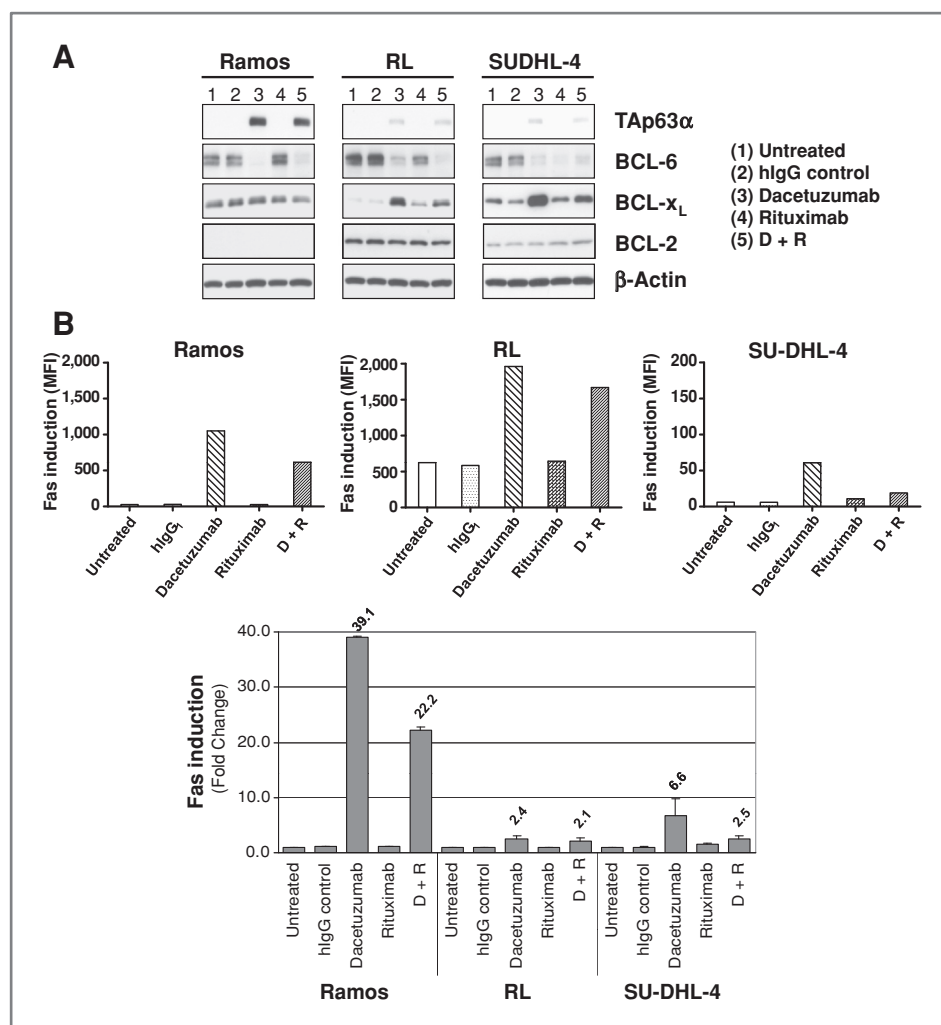 A
Ramos RL SUDHL-4
1 2 3 4 5 1 2 3 4 5 1 2 3 4 5
TAp63α
BCL-6
BCL-xL
BCL-2
β-Actin
(1) Untreated
(2) hIgG control
(3) Dacetuzumab
(4) Rituximab
(5) D + R
B
Ramos
Fas induction (MFI)
2,000
1,500
1,000
500
0
Untreated
hIgG1
Dacetuzumab
Rituximab
D + R
RL
Fas induction (MFI)
2,000
1,500
1,000
500
0
Untreated
hIgG1
Dacetuzumab
Rituximab
D + R
SU-DHL-4
Fas induction (MFI)
200
150
100
50
0
Untreated
hIgG1
Dacetuzumab
Rituximab
D + R
Fas induction
(Fold Change)
40.0
30.0
20.0
10.0
0.0
39.1
22.2
2.4
2.1
6.6
2.5
Untreated
hIgG control
Dacetuzumab
Rituximab
D + R
Untreated
hIgG control
Dacetuzumab
Rituximab
D + R
Untreated
hIgG control
Dacetuzumab
Rituximab
D + R
Ramos RL SU-DHL-4